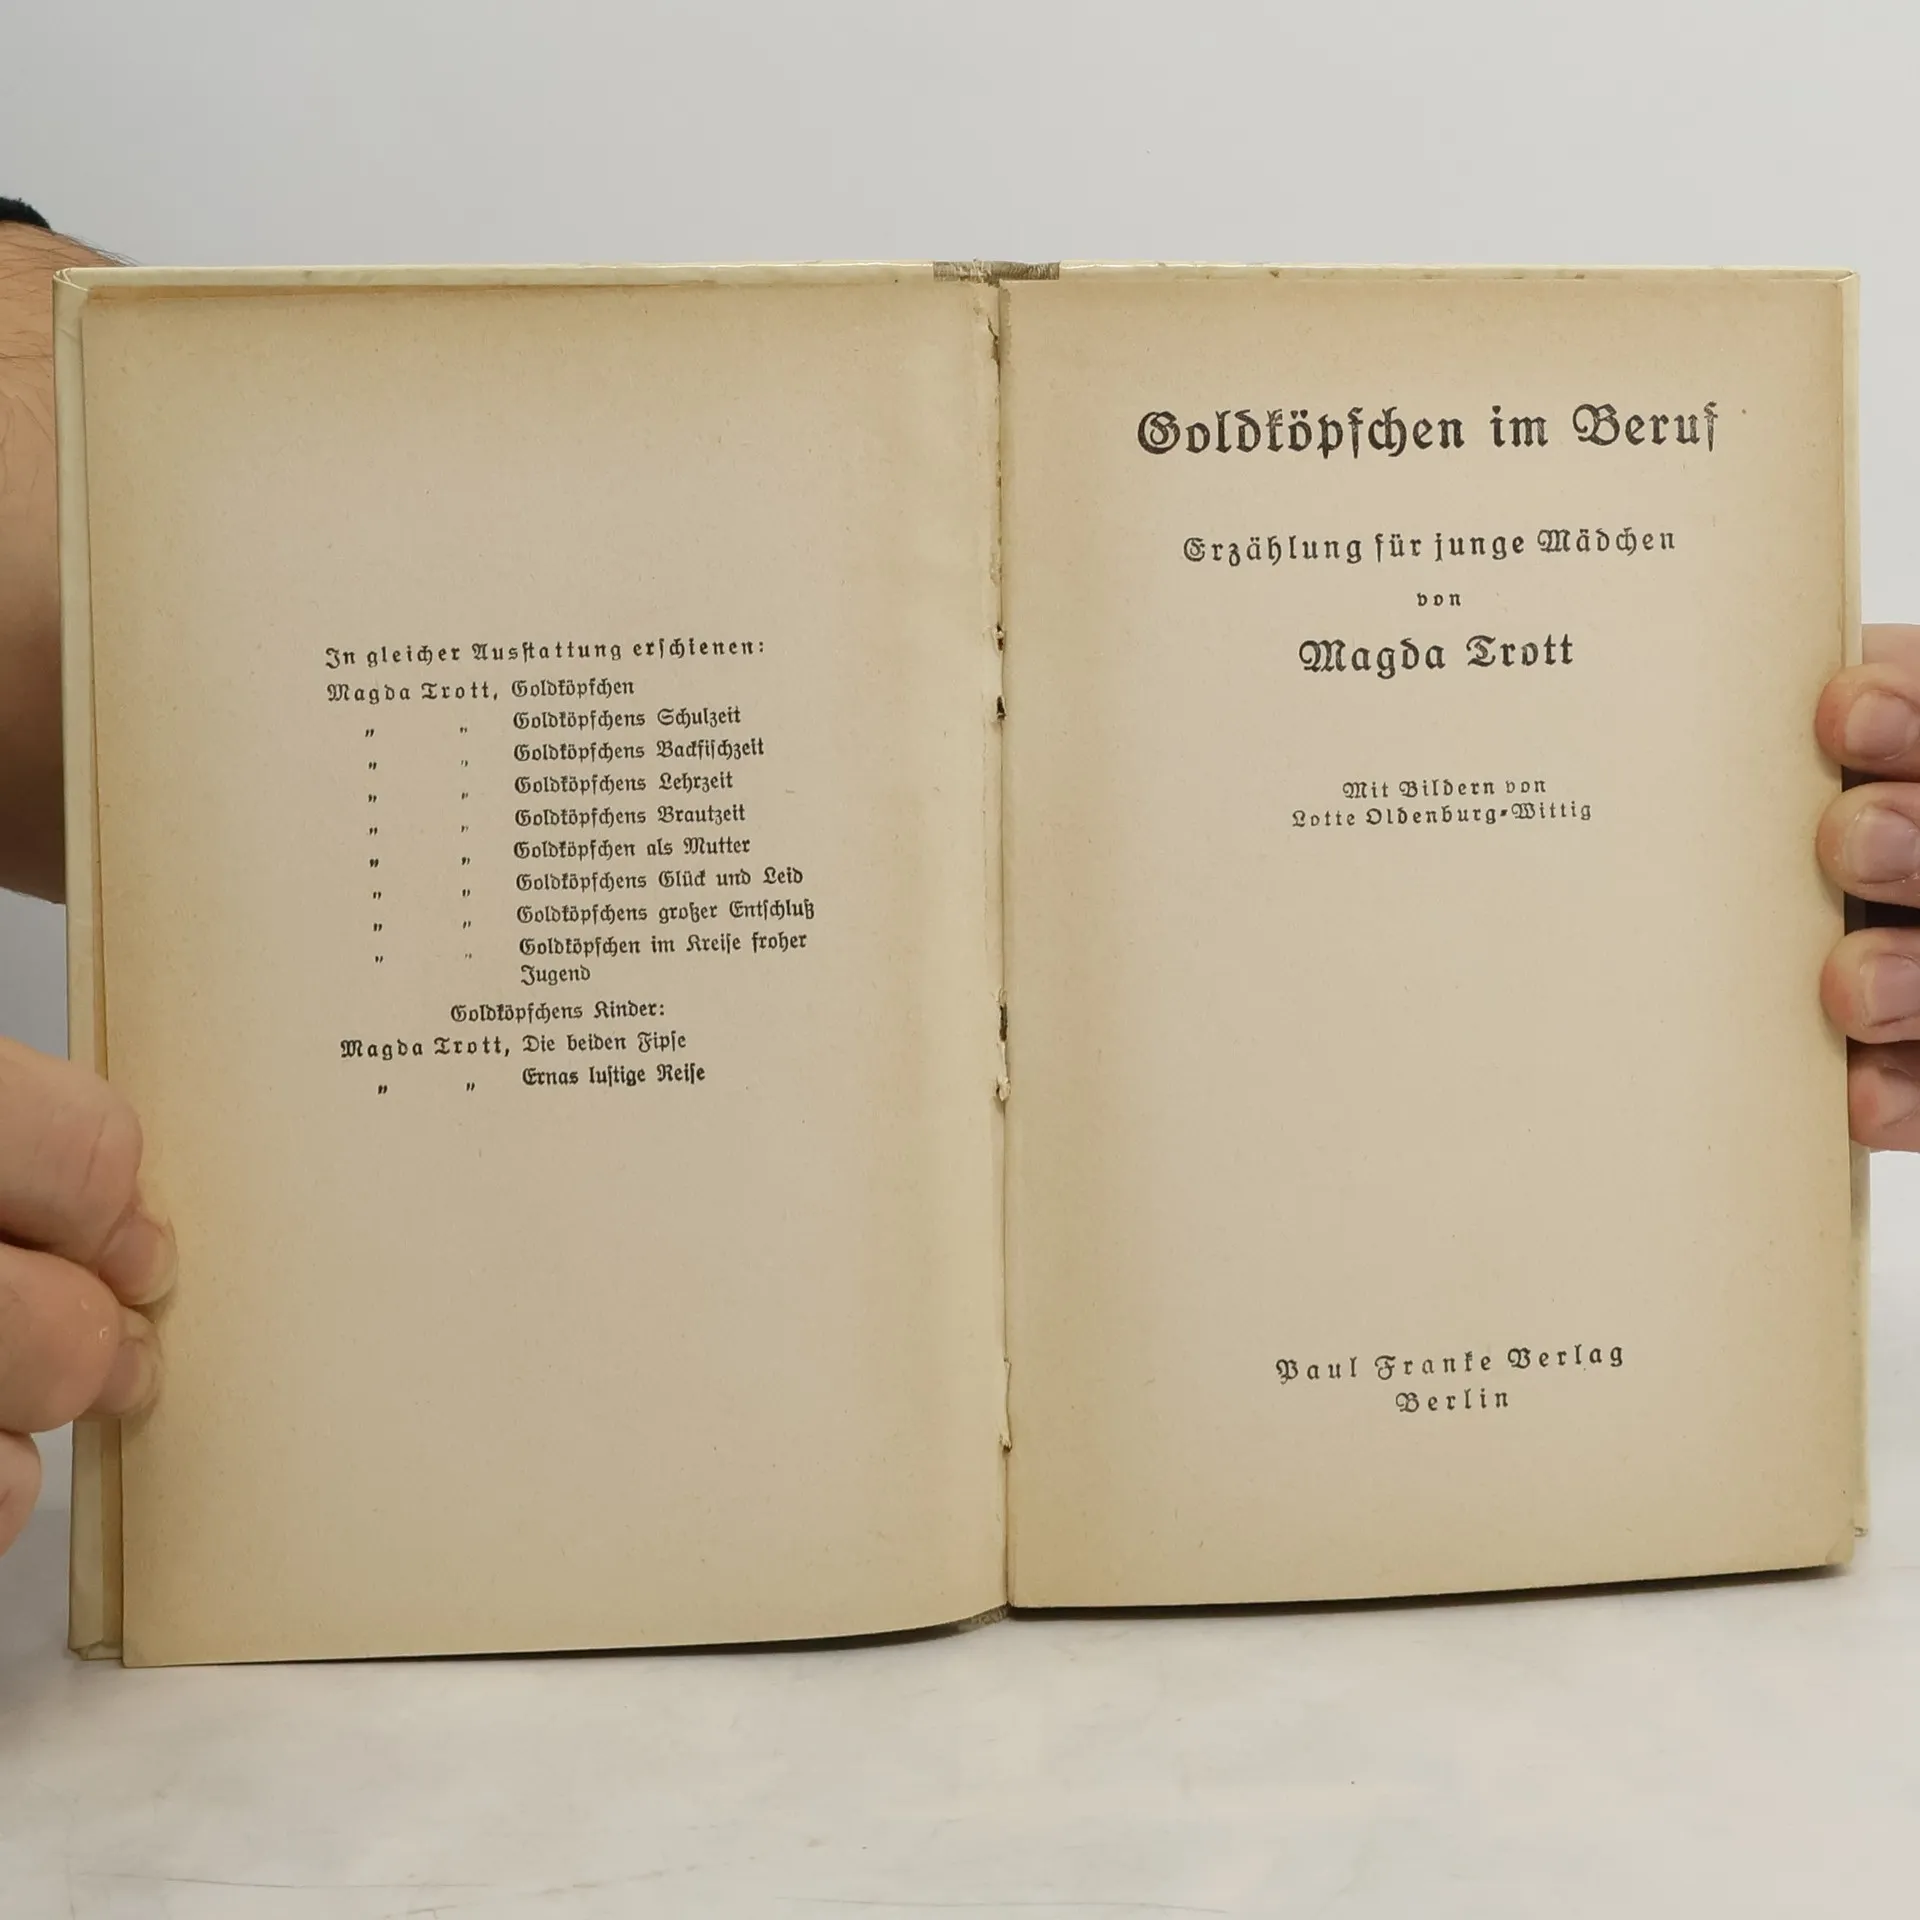 In gleicher Ausstattung erschienen:
Magda Trott, Goldköpfchen
„ „ Goldköpfchens Schulzeit
„ „ Goldköpfchens Backfischzeit
„ „ Goldköpfchens Lehrzeit
„ „ Goldköpfchens Brautzeit
„ „ Goldköpfchen als Mutter
„ „ Goldköpfchens Glück und Leid
„ „ Goldköpfchens großer Entschluß
„ „ Goldköpfchen im Kreise froher
Jugend
Goldköpfchens Kinder:
Magda Trott, Die beiden Fipse
„ „ Ernas lustige Reise
Goldköpfchen im Beruf
Erzählung für junge Mädchen
von
Magda Trott
Mit Bildern von
Lotte Oldenburg-Wittig
Paul Franke Verlag
Berlin